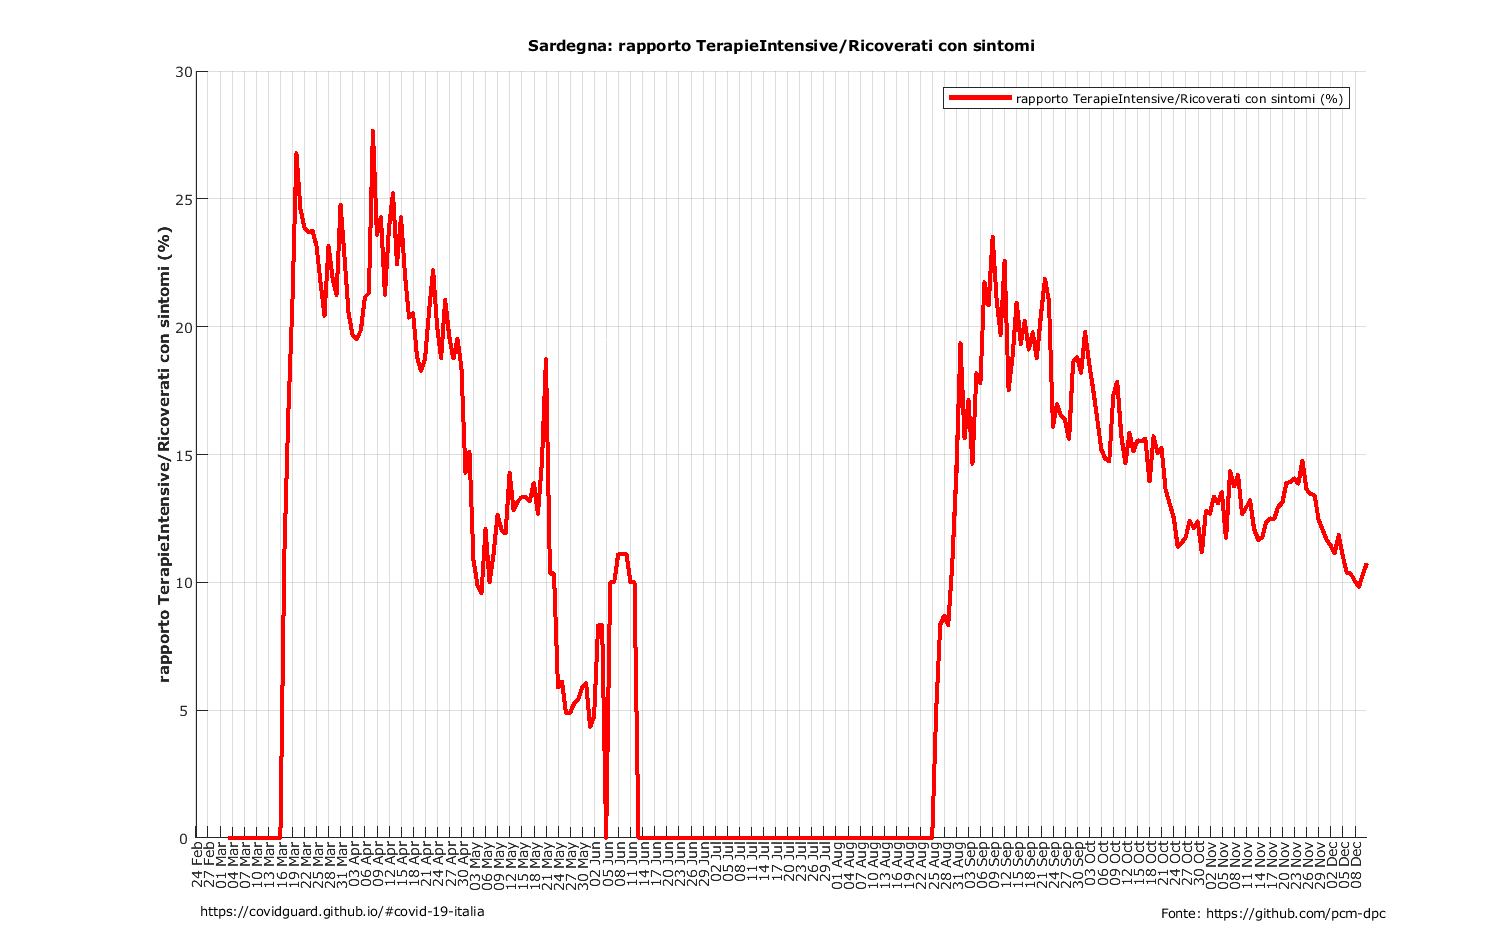 Sardegna: rapporto TerapieIntensive/Ricoverati con sintomi
rapporto TerapieIntensive/Ricoverati con sintomi (%)
rapporto TerapieIntensive/Ricoverati con sintomi (%)
30
25
20
15
10
5
0
24 Feb
27 Feb
01 Mar
04 Mar
07 Mar
10 Mar
13 Mar
16 Mar
19 Mar
22 Mar
25 Mar
28 Mar
31 Mar
03 Apr
06 Apr
09 Apr
12 Apr
15 Apr
18 Apr
21 Apr
24 Apr
27 Apr
30 Apr
03 May
06 May
09 May
12 May
15 May
18 May
21 May
24 May
27 May
30 May
02 Jun
05 Jun
08 Jun
11 Jun
14 Jun
17 Jun
20 Jun
23 Jun
26 Jun
29 Jun
02 Jul
05 Jul
08 Jul
11 Jul
14 Jul
17 Jul
20 Jul
23 Jul
26 Jul
29 Jul
01 Aug
04 Aug
07 Aug
10 Aug
13 Aug
16 Aug
19 Aug
22 Aug
25 Aug
28 Aug
31 Aug
03 Sep
06 Sep
09 Sep
12 Sep
15 Sep
18 Sep
21 Sep
24 Sep
27 Sep
30 Sep
03 Oct
06 Oct
09 Oct
12 Oct
15 Oct
18 Oct
21 Oct
24 Oct
27 Oct
30 Oct
02 Nov
05 Nov
08 Nov
11 Nov
14 Nov
17 Nov
20 Nov
23 Nov
26 Nov
29 Nov
02 Dec
05 Dec
08 Dec
https://covidguard.github.io/#covid-19-italia
Fonte: https://github.com/pcm-dpc